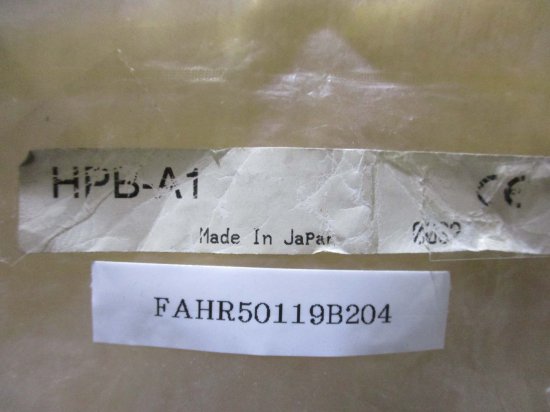 HPB-A1
CE
Made In JaPan
FAHR50119B204